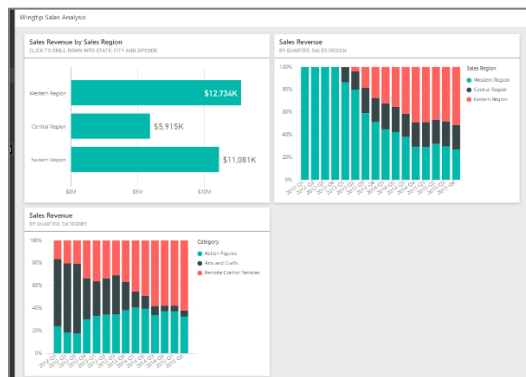 Wingtip Sales Analysis
Sales Revenue by Sales Region
CLICK TO DRILL DOWN INTO STATE, CITY AND ZIPCODE
Western Region
$12,734K
Central Region
$5,915K
Eastern Region
$11,081K
$0M
$5M
$10M
Sales Revenue
BY QUARTER, SALES REGION
100%
80%
60%
40%
20%
0%
Sales Region
Western Region
Central Region
Eastern Region
Sales Revenue
BY QUARTER, CATEGORY
100%
80%
60%
40%
20%
0%
Category
Action Figures
Arts and Crafts
Remote Control Vehicles